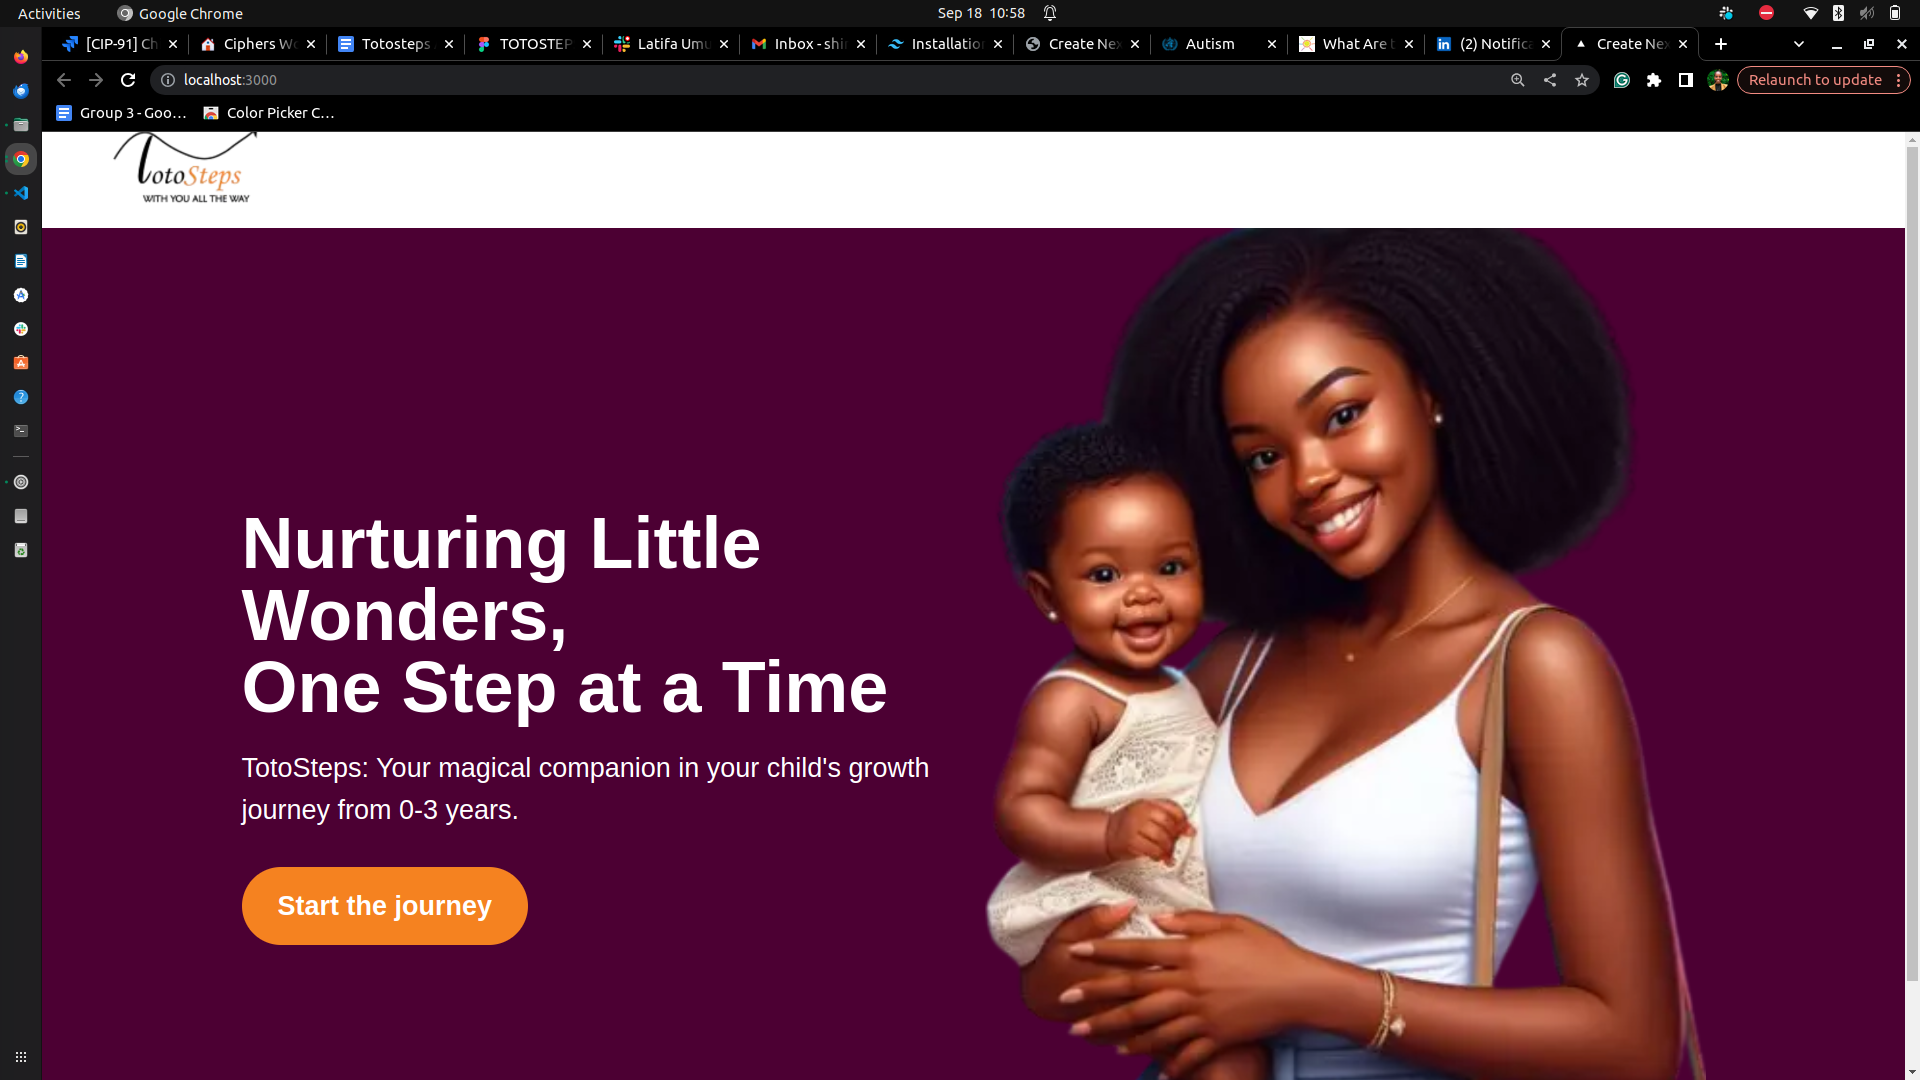 Activities
Google Chrome
Sep 18 10:58
[CIP-91] Ch
Ciphers Wo
Totosteps
TOTOSTEP
Latifa Umu
Inbox - shi
Installatio
Create Nex
Autism
What Are t
(2) Notifica
Create Nex
localhost:3000
Relaunch to update
Group 3 - Goo...
Color Picker C...
TotoSteps
WITH YOU ALL THE WAY
Nurturing Little
Wonders,
One Step at a Time
TotoSteps: Your magical companion in your child's growth
journey from 0-3 years.
Start the journey